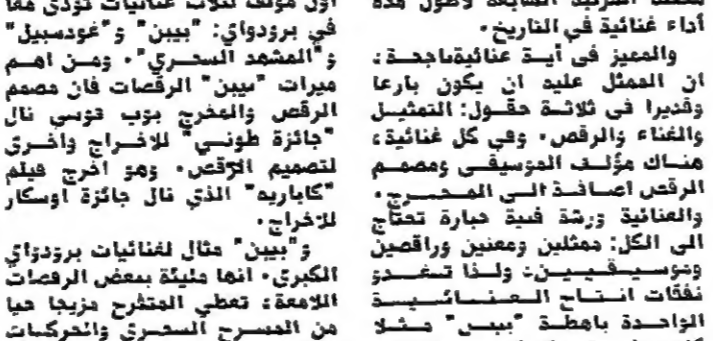 أداء غنائية في التاريخ.
والمميز في أية غنائية ناجحة،
ان الممثل عليه ان يكون بارعا
وقديرا في ثلاثة حقول: التمثيل
والغناء والرقص. وفي كل غنائية،
هناك مؤلف الموسيقى ومصمم
الرقص اضافة الى المخرج.
والغنائية ورشة فنية جبارة تحتاج
الى الكل: ممثلين ومغنين وراقصين
وموسيقيين. ولذا تغدو
نفقات انتاج الغنائية
الواحدة باهظة "بيبن" مثلا
اول مؤلف لثلاث غنائيات تؤدى معا
في برودواي: "بيبن" و"غودسبيل"
و"المشهد السحري". ومن اهم
ميزات "بيبن" الرقصات فان مصمم
الرقص والمخرج بوب فوسي نال
"جائزة طوني" للاخراج واخرى
لتصميم الرقص. وهو اخرج فيلم
"كاباريه" الذي نال جائزة اوسكار
للاخراج.
و"بيبن" مثال لغنائيات برودواي
الكبرى. انها مليئة ببعض الرقصات
اللامعة، تعطي المتفرج مزيجا حيا
من المسرح السحري والحركات